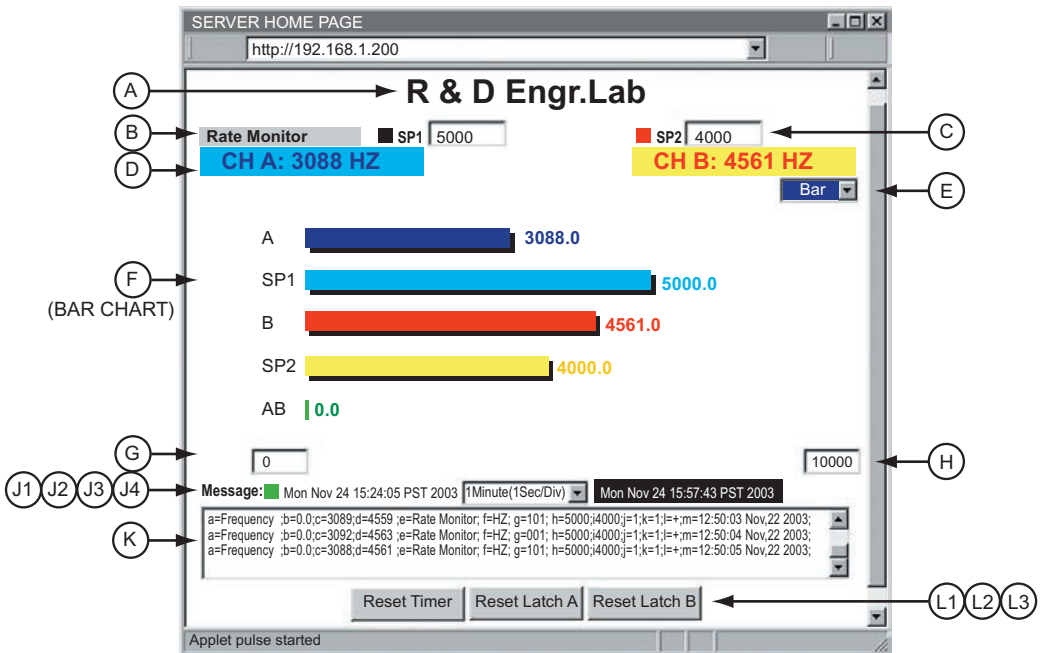 SERVER HOME PAGE
http://192.168.1.200
A
R & D Engr.Lab
B
Rate Monitor
SP1
5000
SP2
4000
C
D
CH A: 3088 HZ
CH B: 4561 HZ
Bar
E
A
3088.0
F
(BAR CHART)
SP1
5000.0
B
4561.0
SP2
4000.0
AB
0.0
G
0
10000
H
J1 J2 J3 J4
Message:
Mon Nov 24 15:24:05 PST 2003
1Minute(1Sec/Div)
Mon Nov 24 15:57:43 PST 2003
K
a=Frequency ;b=0.0;c=3089;d=4559 ;e=Rate Monitor; f=HZ; g=101; h=5000;i4000;j=1;k=1;l=+;m=12:50:03 Nov,22 2003;
a=Frequency ;b=0.0;c=3092;d=4563 ;e=Rate Monitor; f=HZ; g=001; h=5000;i4000;j=1;k=1;l=+;m=12:50:04 Nov,22 2003;
a=Frequency ;b=0.0;c=3088;d=4561 ;e=Rate Monitor; f=HZ; g=101; h=5000;i4000;j=1;k=1;l=+;m=12:50:05 Nov,22 2003;
Reset Timer
Reset Latch A
Reset Latch B
L1 L2 L3
Applet pulse started